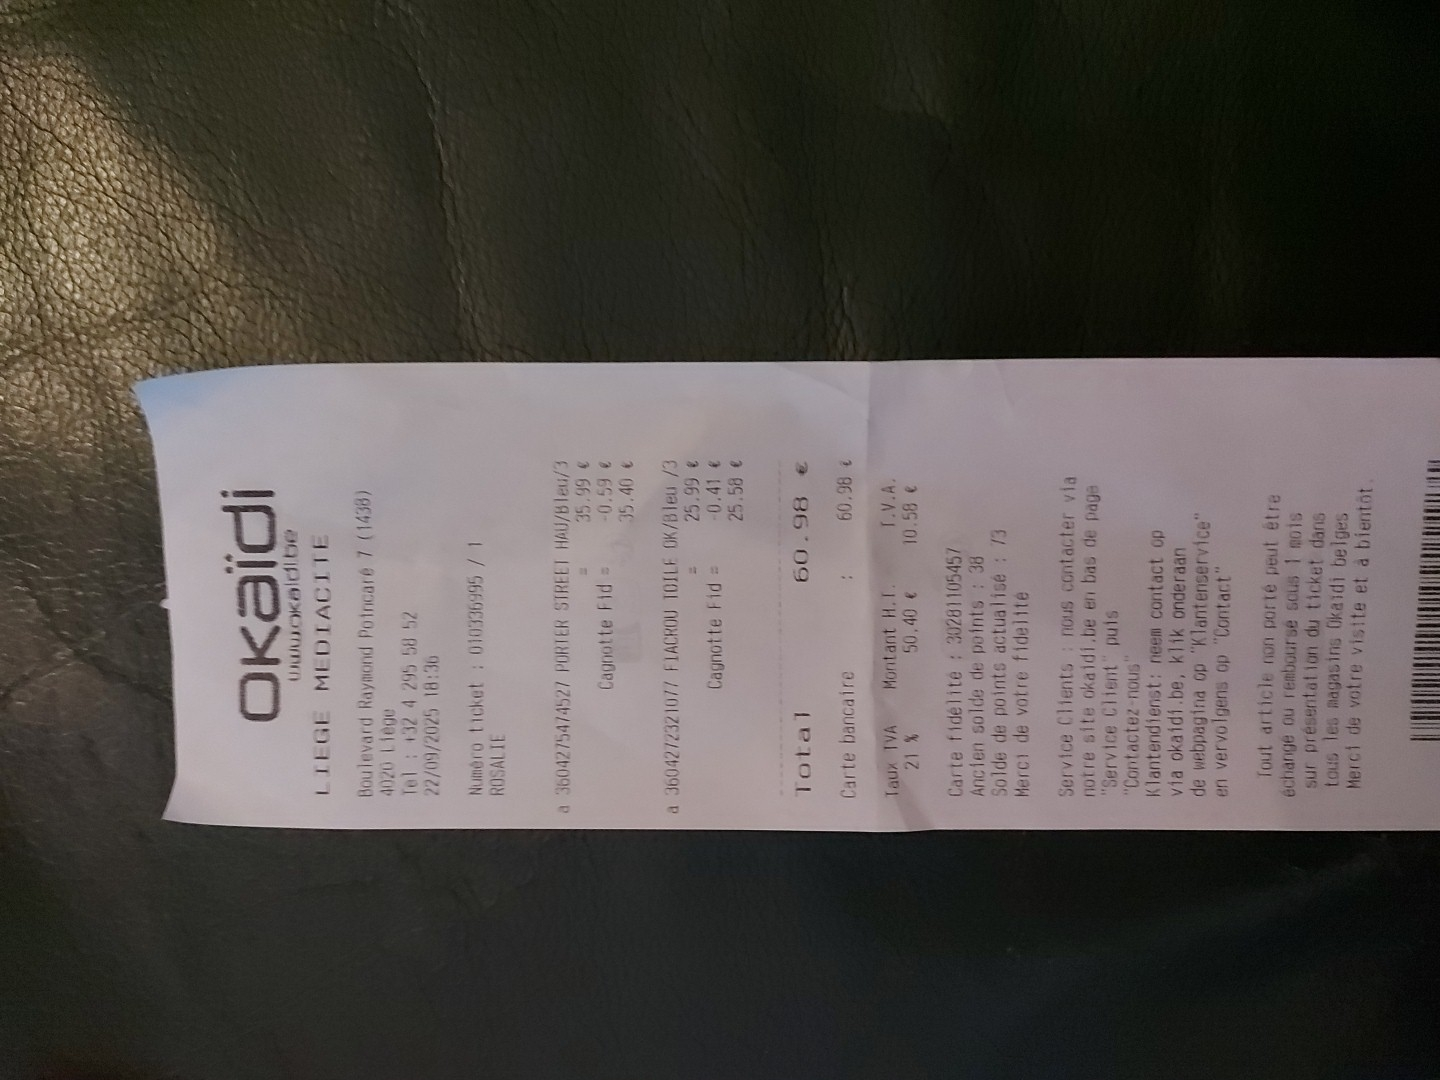 okaïdi
www.okaidi.be
LIEGE MEDIACITE
Boulevard Raymond Poincaré 7 (1438)
4020 Liège
Tel : +32 4 295 58 52
22/09/2025 18:36
Numéro ticket : 010336995 / 1
ROSALIE
a 3604275474527 PORTER STREET HAU/Bleu/3
= 35.99 €
Cagnotte Fid = -0.59 €
35.40 €
a 3604272321077 FIACROU TOILE OK/Bleu /3
= 25.99 €
Cagnotte Fid = -0.41 €
25.58 €
Total 60.98 €
Carte bancaire : 60.98 €
Taux TVA Montant H.T. T.V.A.
21 % 50.40 € 10.58 €
Carte fidélité : 30281105457
Ancien solde de points : 38
Solde de points actualisé : 73
Merci de votre fidelité
Service Clients : nous contacter via
notre site okaidi.be en bas de page
"Service Client" puis
"Contactez-nous"
Klantendienst: neem contact op
via okaidi.be, klik onderaan
de webpagina op "Klantenservice"
en vervolgens op "Contact"
Tout article non porté peut être
échangé ou remboursé sous 1 mois
sur présentation du ticket dans
tous les magasins Okaïdi belges
Merci de votre visite et à bientôt.